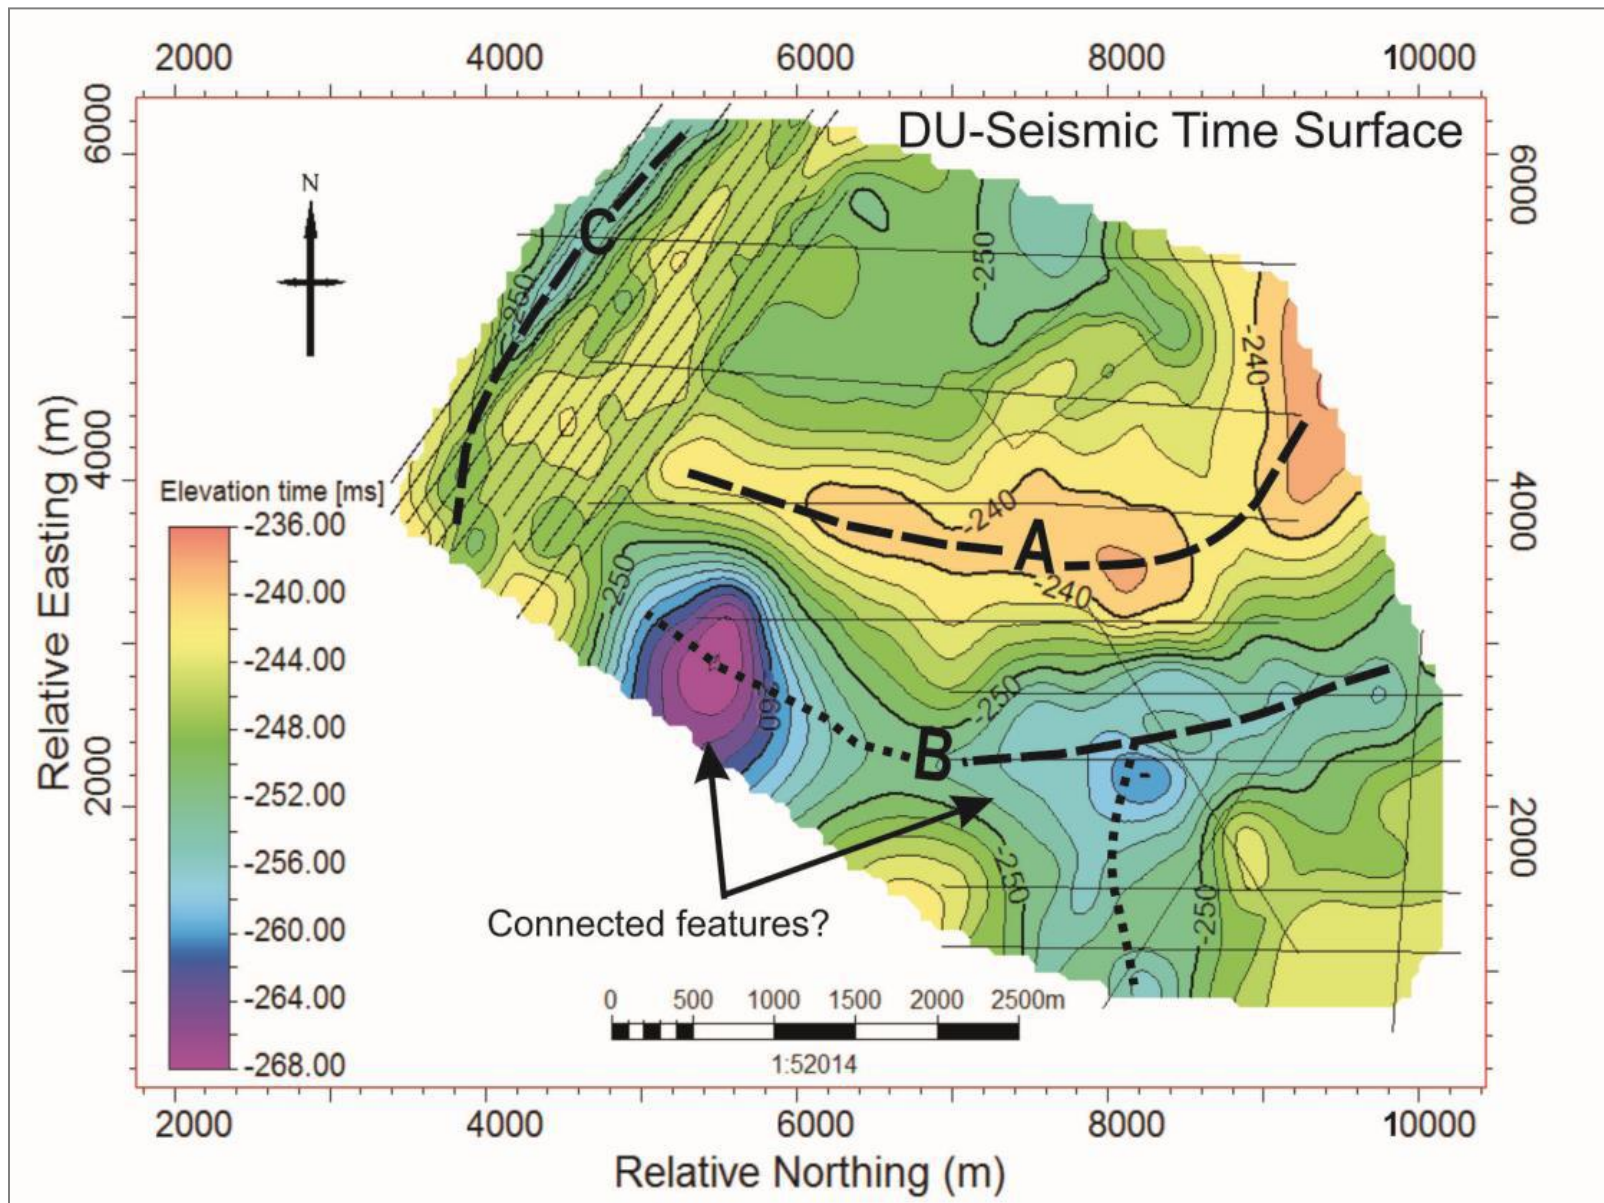 2000 4000 6000 8000 10000
DU-Seismic Time Surface
6000
6000
N
C
-250
-250
-240
4000
4000
Relative Easting (m)
Elevation time [ms]
-236.00
-240.00
-244.00
-248.00
-252.00
-256.00
-260.00
-264.00
-268.00
-240
A
-240
-250
-250
-260
B
2000
2000
-250
-250
Connected features?
0 500 1000 1500 2000 2500m
1:52014
2000 4000 6000 8000 10000
Relative Northing (m)